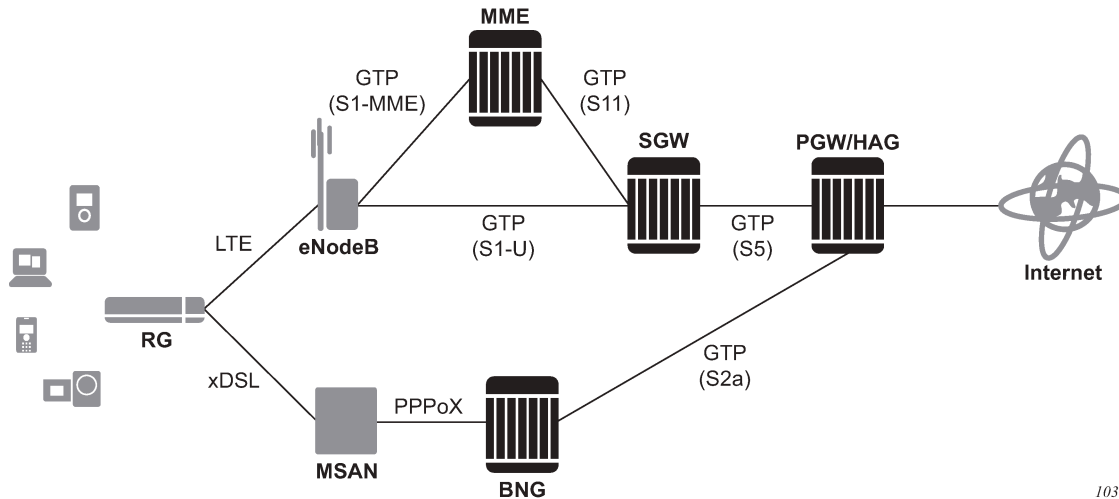 MME
GTP
(S1-MME)
GTP
(S11)
SGW
PGW/HAG
LTE
eNodeB
GTP
(S1-U)
GTP
(S5)
Internet
RG
xDSL
GTP
(S2a)
PPPoX
MSAN
BNG
103